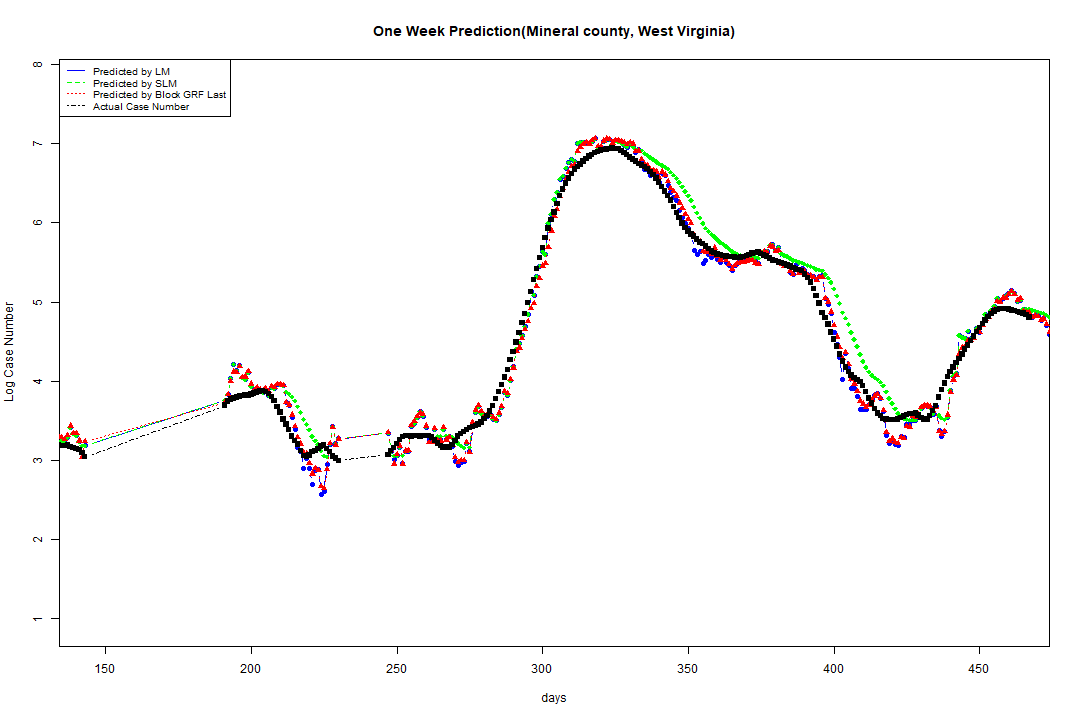 One Week Prediction(Mineral county, West Virginia)
Predicted by LM
Predicted by SLM
Predicted by Block GRF Last
Actual Case Number
Log Case Number
8
7
6
5
4
3
2
1
150 200 250 300 350 400 450
days